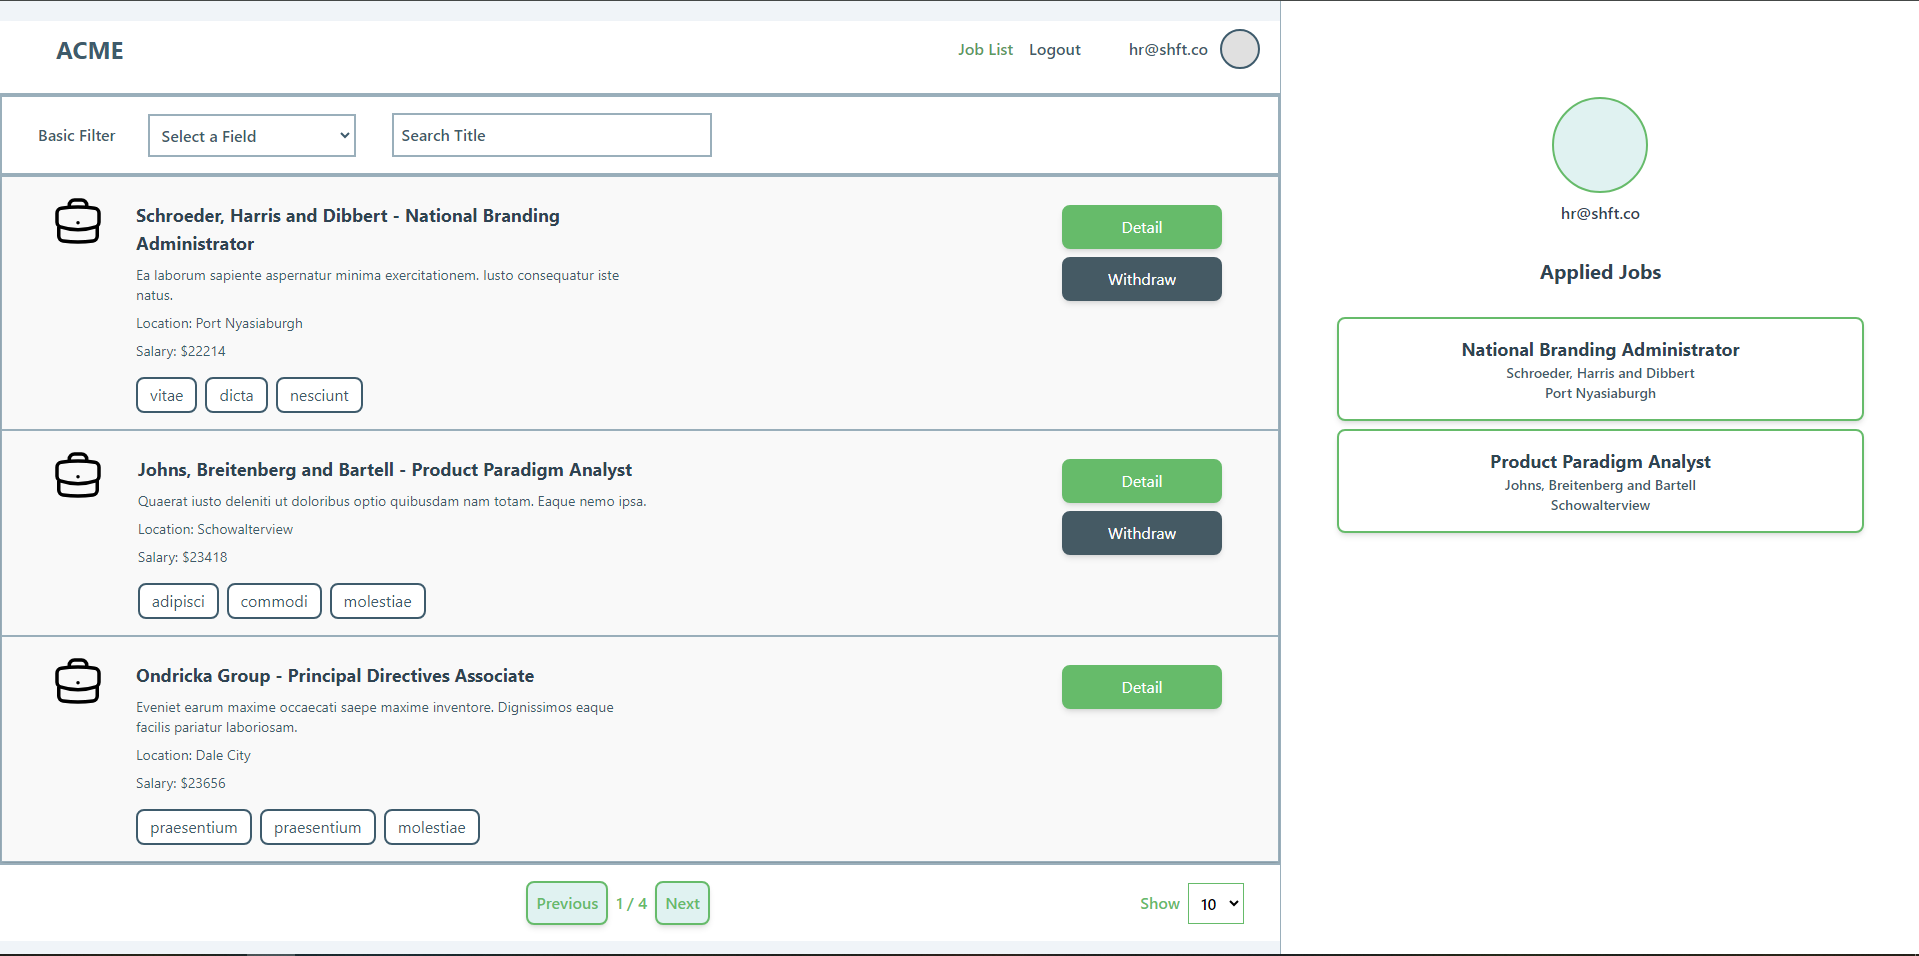 ACME
Job List
Logout
hr@shft.co
Basic Filter
Select a Field
Search Title
Schroeder, Harris and Dibbert - National Branding
Administrator
Ea laborum sapiente aspernatur minima exercitationem. Iusto consequatur iste
natus.
Location: Port Nyasiaburgh
Salary: $22214
vitae
dicta
nesciunt
Detail
Withdraw
Johns, Breitenberg and Bartell - Product Paradigm Analyst
Quaerat iusto deleniti ut doloribus optio quibusdam nam totam. Eaque nemo ipsa.
Location: Schowalterview
Salary: $23418
adipisci
commodi
molestiae
Detail
Withdraw
Ondricka Group - Principal Directives Associate
Eveniet earum maxime occaecati saepe maxime inventore. Dignissimos eaque
facilis pariatur laboriosam.
Location: Dale City
Salary: $23656
praesentium
praesentium
molestiae
Detail
Previous
1 / 4
Next
Show
10
hr@shft.co
Applied Jobs
National Branding Administrator
Schroeder, Harris and Dibbert
Port Nyasiaburgh
Product Paradigm Analyst
Johns, Breitenberg and Bartell
Schowalterview